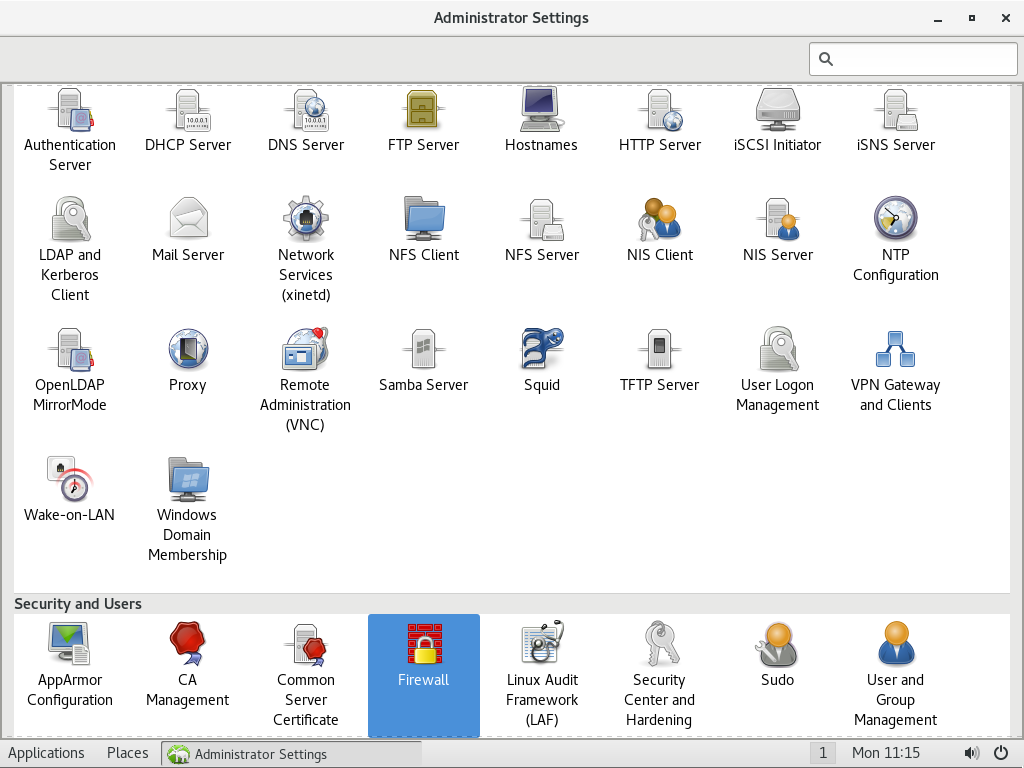 Administrator Settings
Authentication Server
DHCP Server
DNS Server
FTP Server
Hostnames
HTTP Server
iSCSI Initiator
iSNS Server
LDAP and Kerberos Client
Mail Server
Network Services (xinetd)
NFS Client
NFS Server
NIS Client
NIS Server
NTP Configuration
OpenLDAP MirrorMode
Proxy
Remote Administration (VNC)
Samba Server
Squid
TFTP Server
User Logon Management
VPN Gateway and Clients
Wake-on-LAN
Windows Domain Membership
Security and Users
AppArmor Configuration
CA Management
Common Server Certificate
Firewall
Linux Audit Framework (LAF)
Security Center and Hardening
Sudo
User and Group Management
Applications
Places
Administrator Settings
1
Mon 11:15